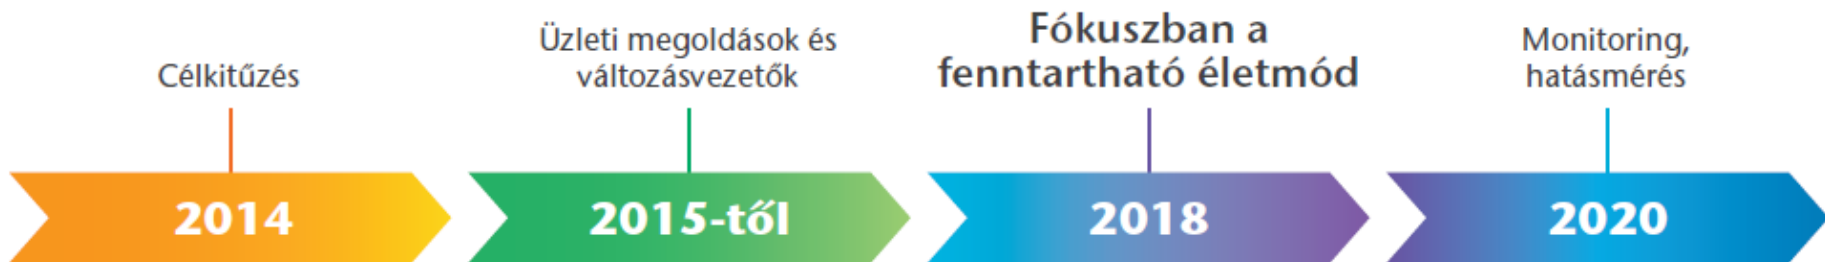 Célkitűzés
Üzleti megoldások és
változásvezetők
Fókuszban a
fenntartható életmód
Monitoring,
hatásmérés
2014
2015-től
2018
2020